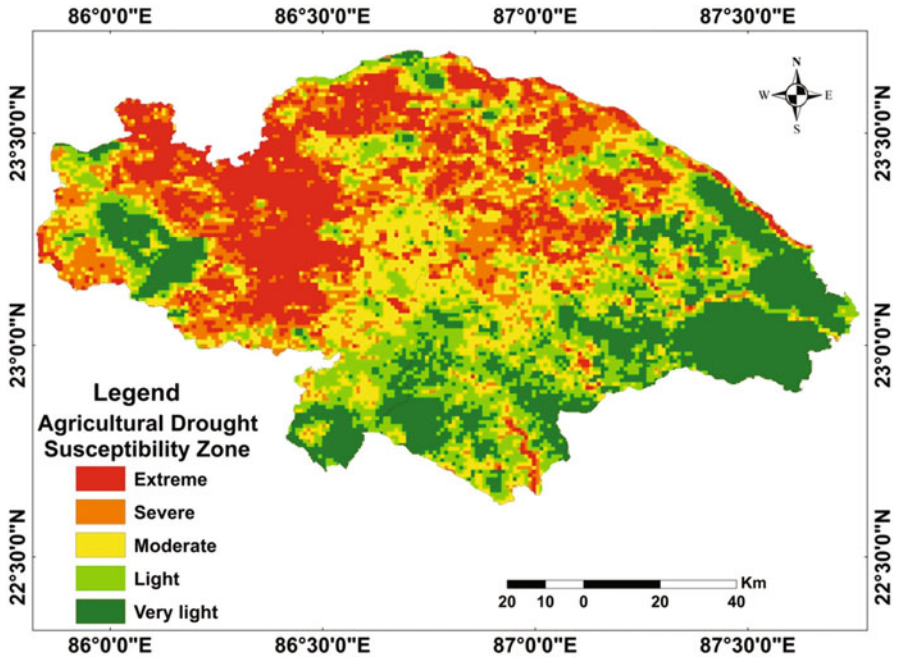 86°0'0"E 86°30'0"E 87°0'0"E 87°30'0"E
N
W E
S
23°30'0"N 23°30'0"N
23°0'0"N 23°0'0"N
Legend
Agricultural Drought
Susceptibility Zone
Extreme
Severe
Moderate
Light
Very light
22°30'0"N 22°30'0"N
Km
20 10 0 20 40
86°0'0"E 86°30'0"E 87°0'0"E 87°30'0"E